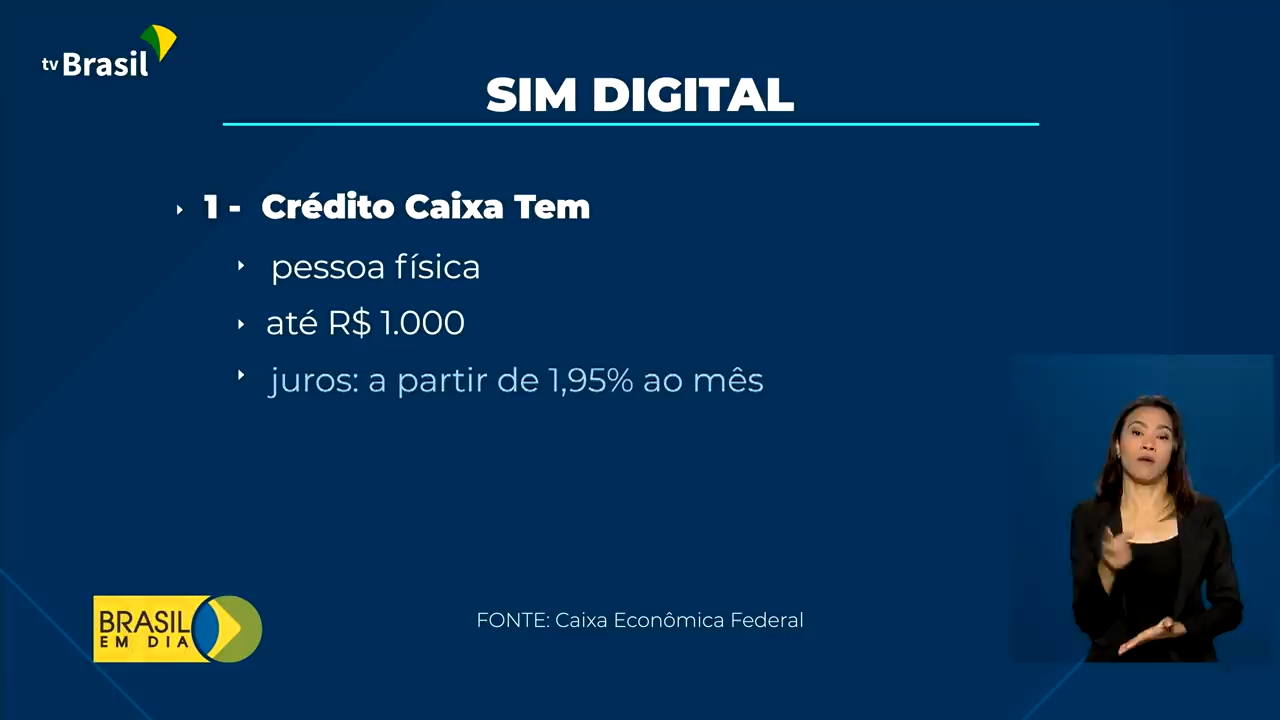 tv Brasil
SIM DIGITAL
1 - Crédito Caixa Tem
pessoa física
até R$ 1.000
juros: a partir de 1,95% ao mês
BRASIL
EM DIA
FONTE: Caixa Econômica Federal